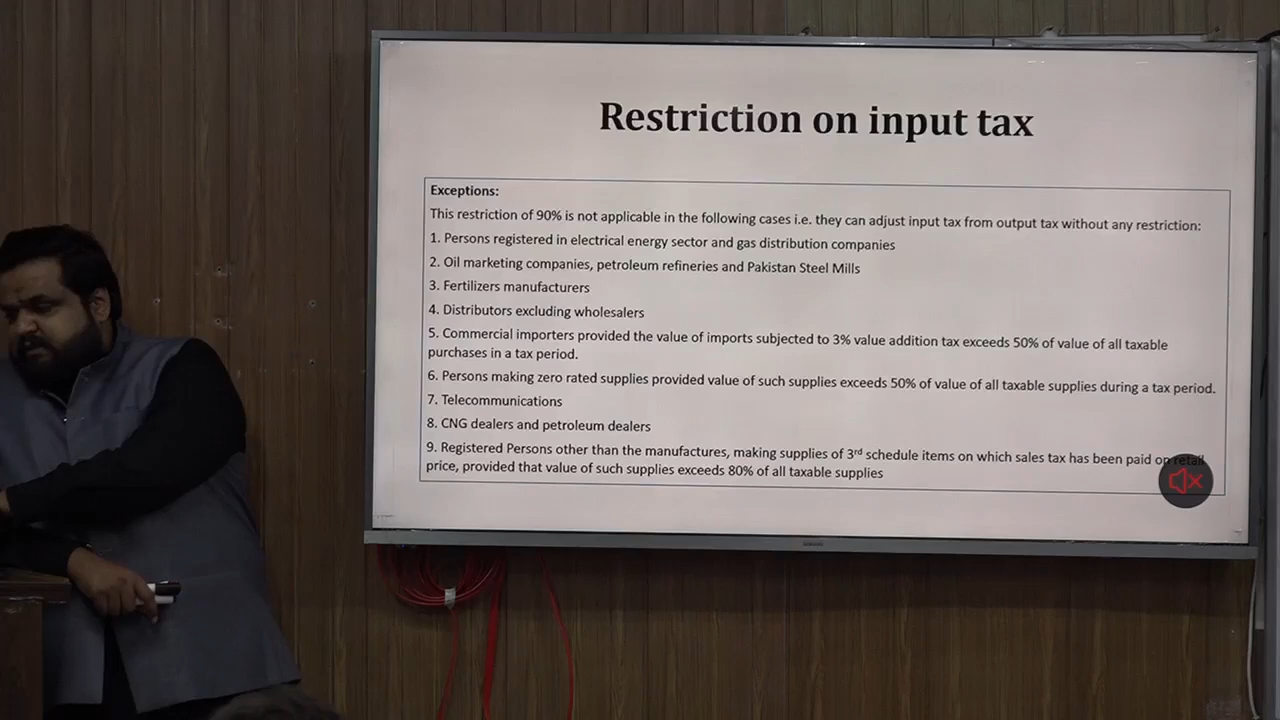 Restriction on input tax
Exceptions:
This restriction of 90% is not applicable in the following cases i.e. they can adjust input tax from output tax without any restriction:
1. Persons registered in electrical energy sector and gas distribution companies
2. Oil marketing companies, petroleum refineries and Pakistan Steel Mills
3. Fertilizers manufacturers
4. Distributors excluding wholesalers
5. Commercial importers provided the value of imports subjected to 3% value addition tax exceeds 50% of value of all taxable
purchases in a tax period.
6. Persons making zero rated supplies provided value of such supplies exceeds 50% of value of all taxable supplies during a tax period.
7. Telecommunications
8. CNG dealers and petroleum dealers
9. Registered Persons other than the manufactures, making supplies of 3rd schedule items on which sales tax has been paid on retail
price, provided that value of such supplies exceeds 80% of all taxable supplies